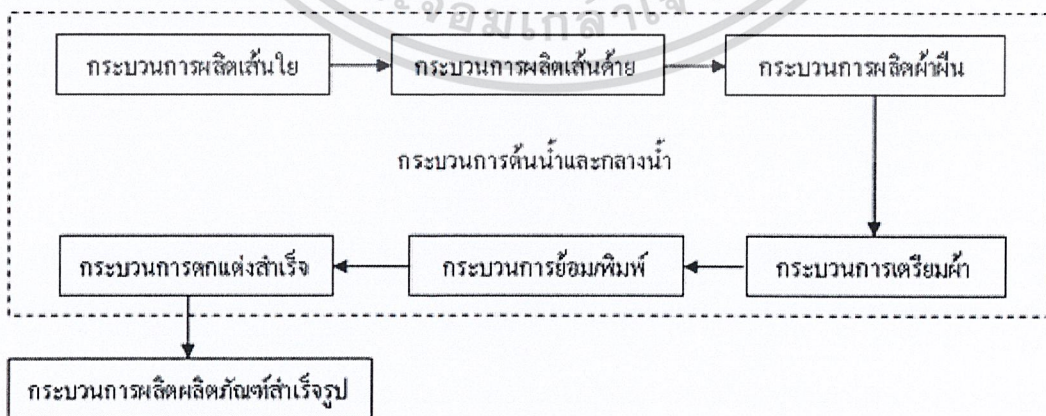 กระบวนการผลิตเส้นใย
กระบวนการผลิตเส้นด้าย
กระบวนการผลิตผ้าผืน
กระบวนการต้นน้ำและกลางน้ำ
กระบวนการตกแต่งสำเร็จ
กระบวนการย้อม/พิมพ์
กระบวนการเตรียมผ้า
กระบวนการผลิตผลิตภัณฑ์สำเร็จรูป